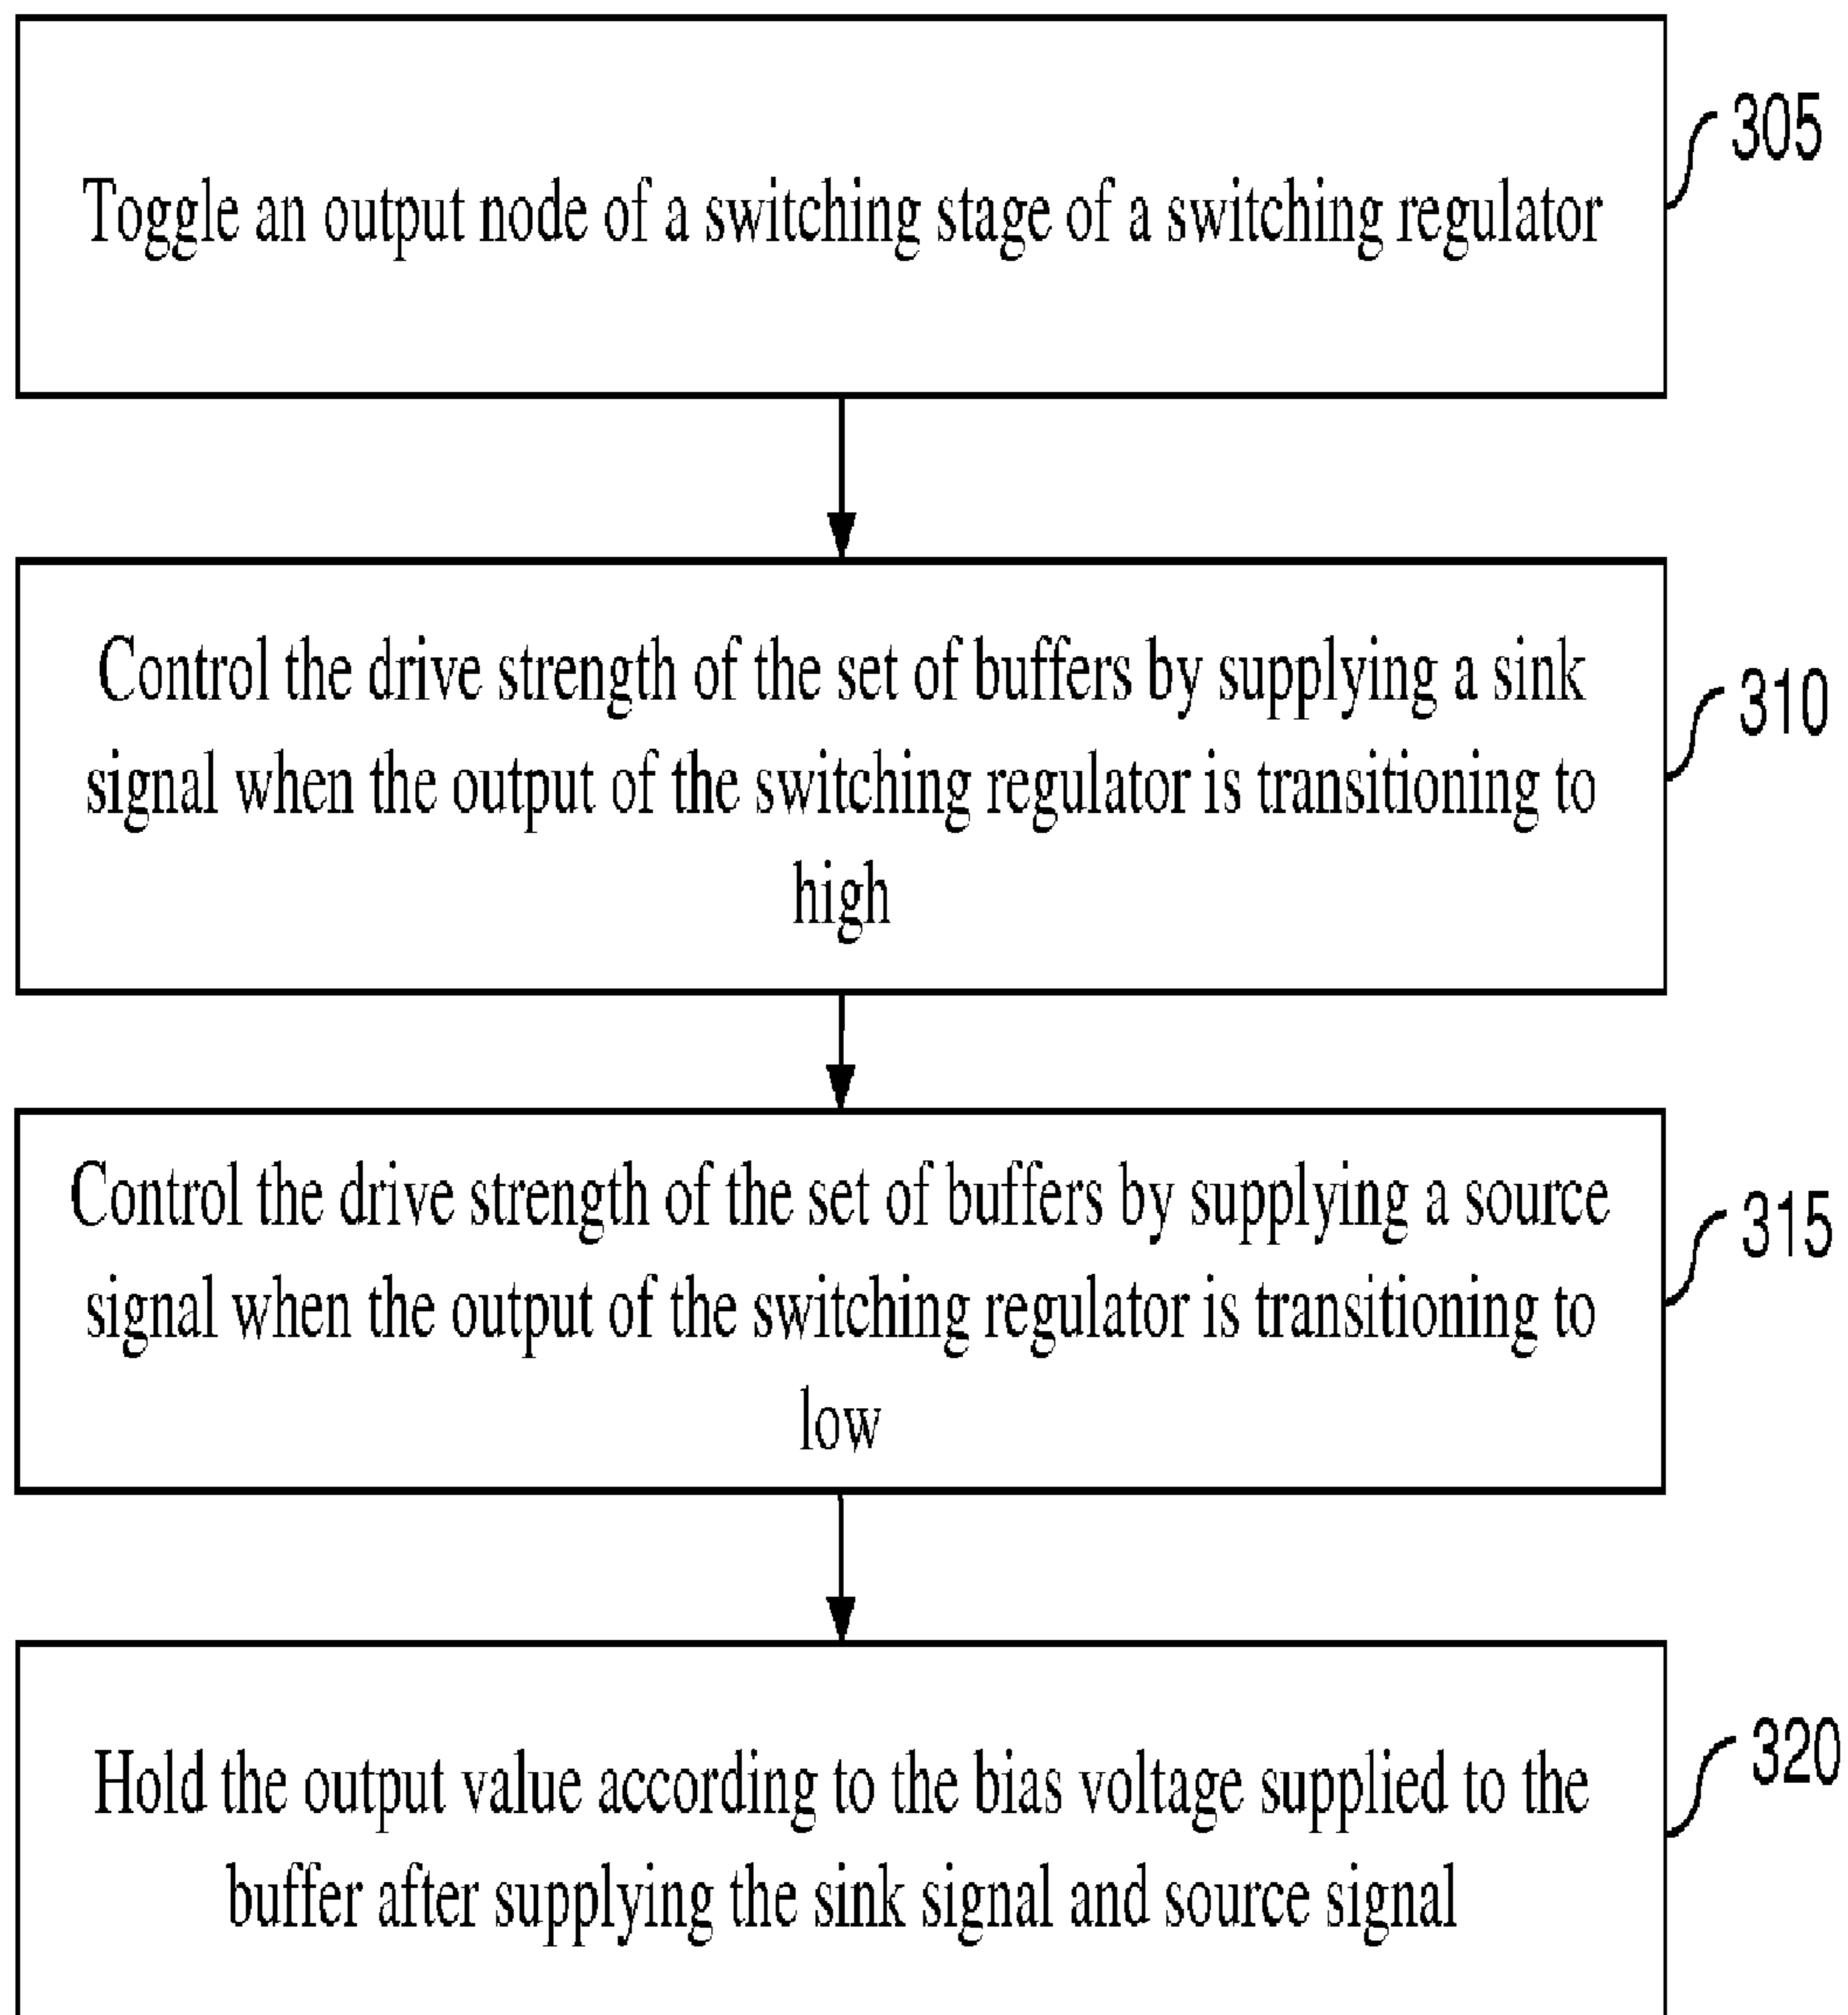 305
Toggle an output node of a switching stage of a switching regulator
Control the drive strength of the set of buffers by supplying a sink
signal when the output of the switching regulator is transitioning to
high
310
Control the drive strength of the set of buffers by supplying a source
signal when the output of the switching regulator is transitioning to
low
315
Hold the output value according to the bias voltage supplied to the
buffer after supplying the sink signal and source signal
320